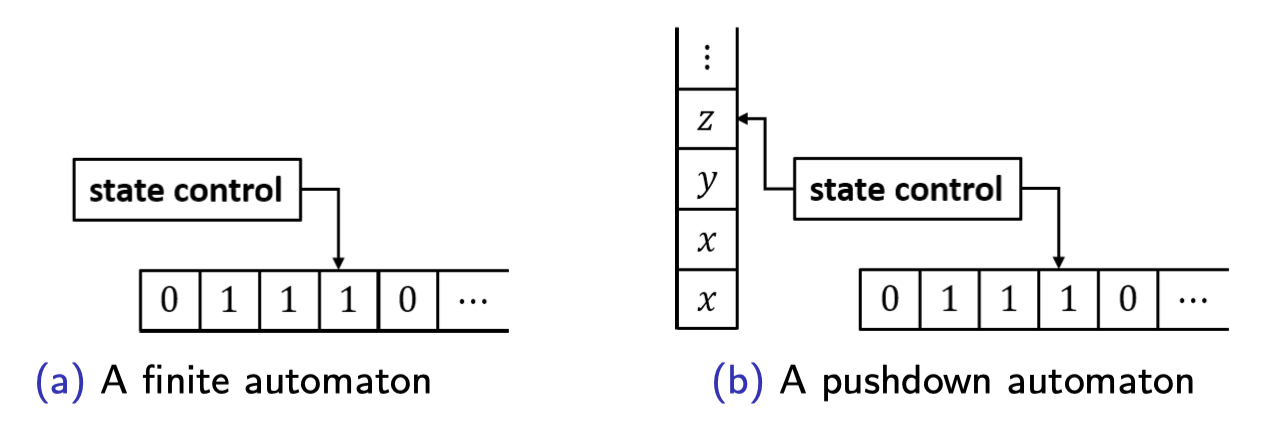 state control
0 1 1 1 0 ⋯
(a) A finite automaton
⋮
z
y
x
x
state control
0 1 1 1 0 ⋯
(b) A pushdown automaton